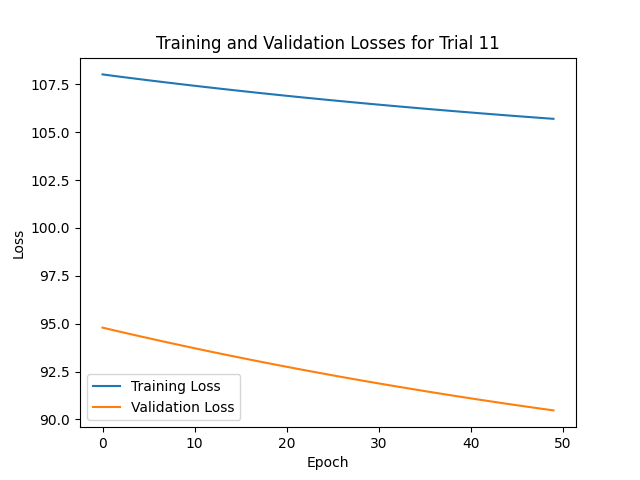 Training and Validation Losses for Trial 11
107.5
105.0
102.5
100.0
97.5
95.0
92.5
90.0
Loss
Training Loss
Validation Loss
0 10 20 30 40 50
Epoch